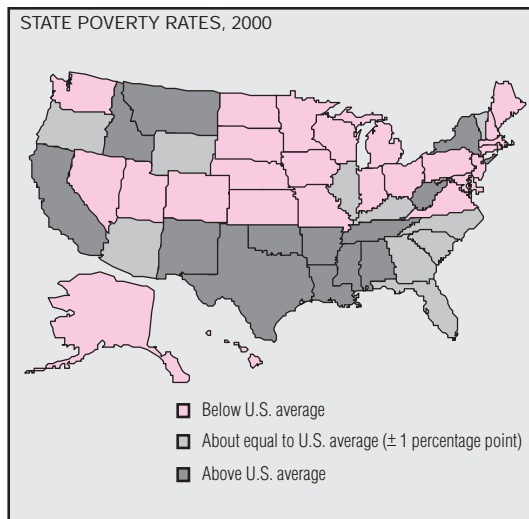 STATE POVERTY RATES, 2000
Below U.S. average
About equal to U.S. average (± 1 percentage point)
Above U.S. average